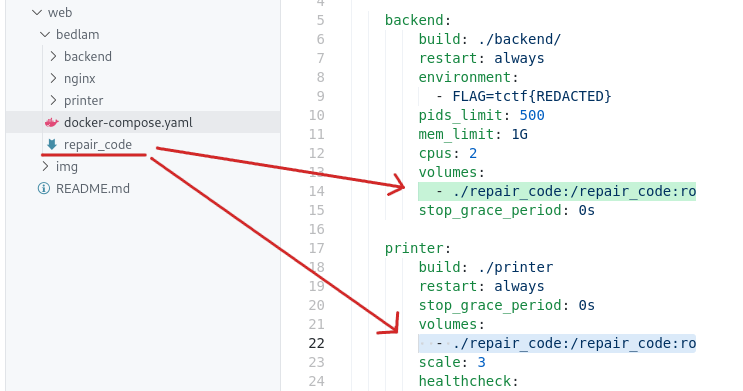 web
bedlam
backend
nginx
printer
docker-compose.yaml
repair_code
img
README.md
4
5 backend:
6 build: ./backend/
7 restart: always
8 environment:
9 - FLAG=tctf{REDACTED}
10 pids_limit: 500
11 mem_limit: 1G
12 cpus: 2
13 volumes:
14 - ./repair_code:/repair_code:ro
15 stop_grace_period: 0s
16
17 printer:
18 build: ./printer
19 restart: always
20 stop_grace_period: 0s
21 volumes:
22 - ./repair_code:/repair_code:ro
23 scale: 3
24 healthcheck: